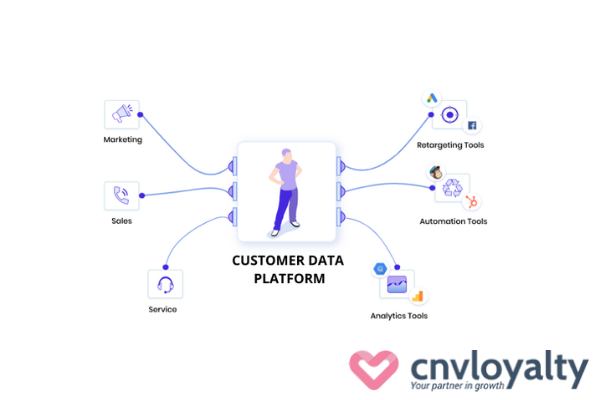 Marketing
Retargeting Tools
Sales
Automation Tools
CUSTOMER DATA
PLATFORM
Service
Analytics Tools
cnvloyalty
Your partner in growth